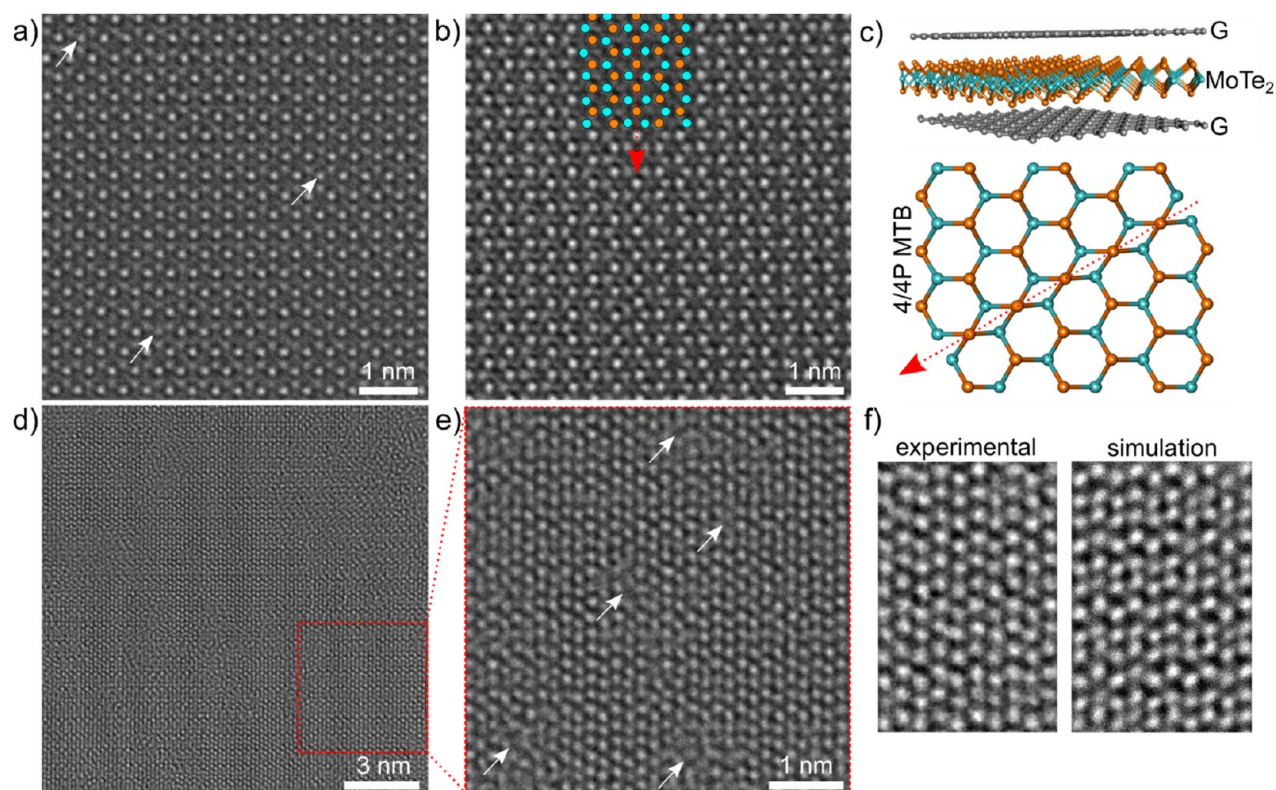 a)
1 nm
b)
1 nm
c)
G
MoTe2
G
4/4P MTB
d)
3 nm
e)
1 nm
f)
experimental
simulation